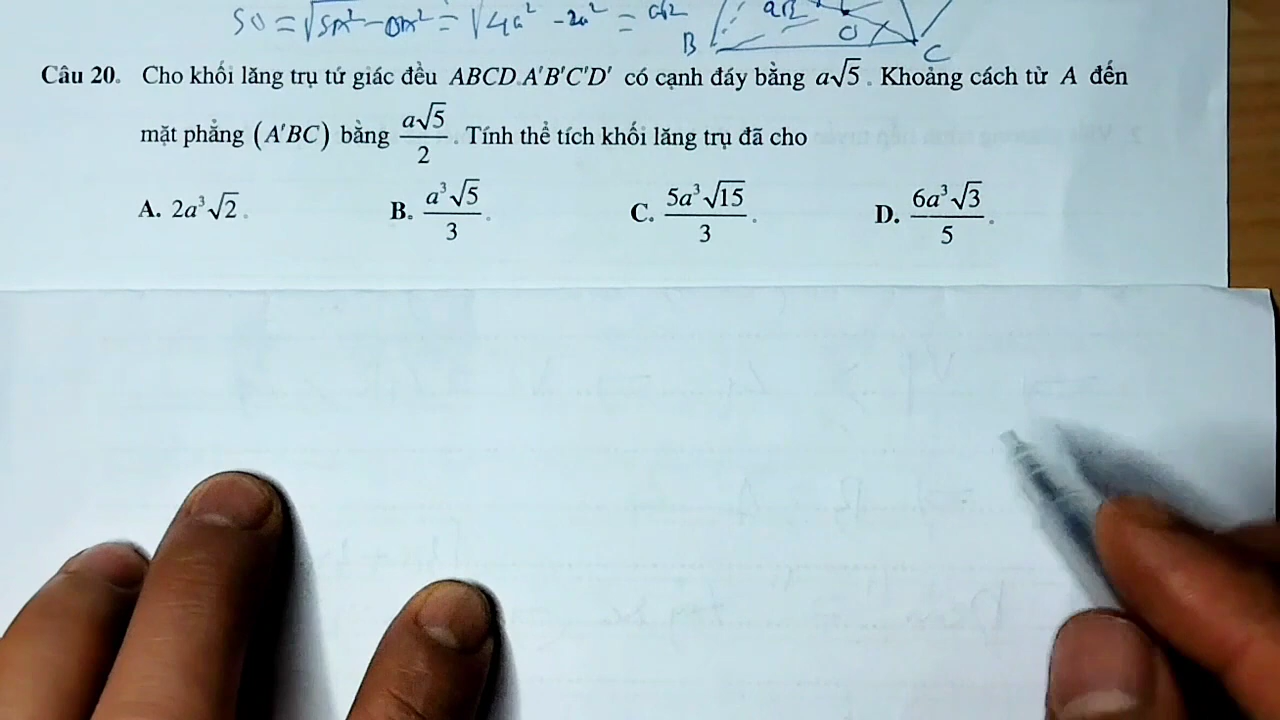 SO = √SA² - OA² = √4a² - 2a² = a√2
a√2
O
B
C
Câu 20. Cho khối lăng trụ tứ giác đều ABCD.A'B'C'D' có cạnh đáy bằng a√5. Khoảng cách từ A đến
mặt phẳng (A'BC) bằng a√5/2. Tính thể tích khối lăng trụ đã cho
A. 2a³√2. B. a³√5/3. C. 5a³√15/3. D. 6a³√3/5.